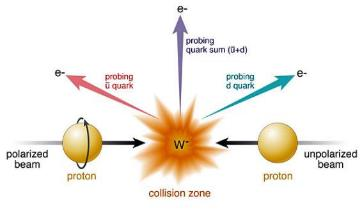 e-
probing
quark sum (ū+d)
e-
probing
ū quark
probing
d quark
e-
W-
polarized
beam
proton
collision zone
proton
unpolarized
beam